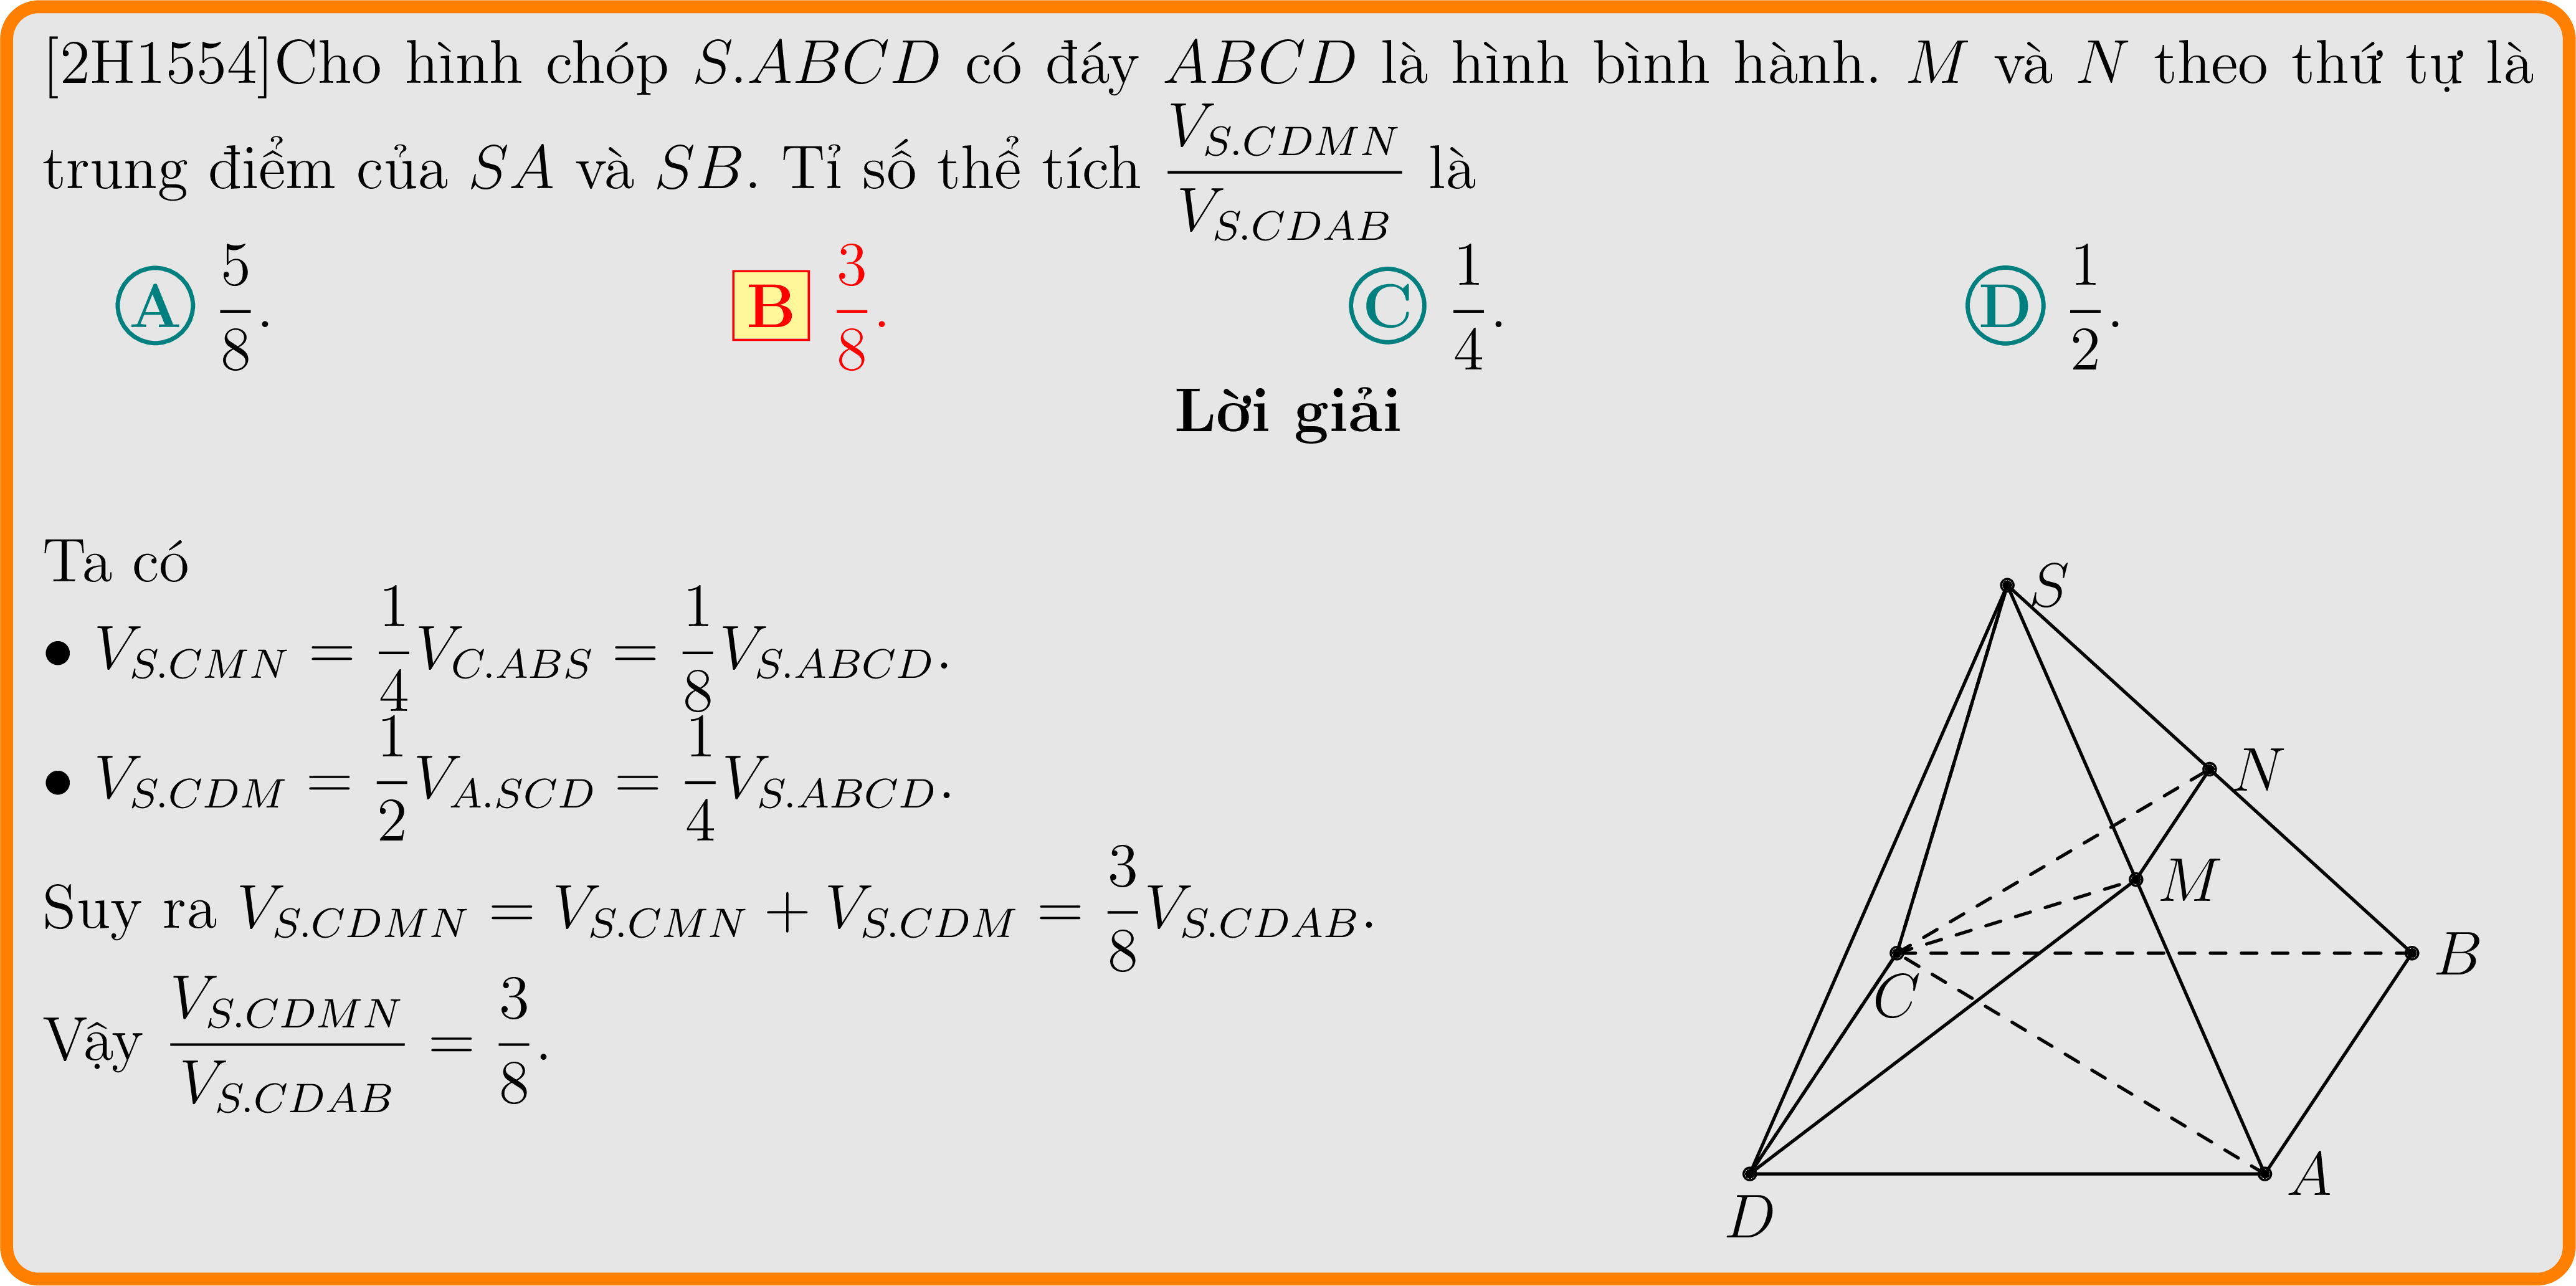 [2H1554]Cho hình chóp S.ABCD có đáy ABCD là hình bình hành. M và N theo thứ tự là
trung điểm của SA và SB. Tỉ số thể tích \frac{V_{S.CDMN}}{V_{S.CDAB}} là
A \frac{5}{8}. B \frac{3}{8}. C \frac{1}{4}. D \frac{1}{2}.
Lời giải
Ta có
• V_{S.CMN} = \frac{1}{4}V_{C.ABS} = \frac{1}{8}V_{S.ABCD}.
• V_{S.CDM} = \frac{1}{2}V_{A.SCD} = \frac{1}{4}V_{S.ABCD}.
Suy ra V_{S.CDMN} = V_{S.CMN} + V_{S.CDM} = \frac{3}{8}V_{S.CDAB}.
Vậy \frac{V_{S.CDMN}}{V_{S.CDAB}} = \frac{3}{8}.
S
N
M
B
C
A
D